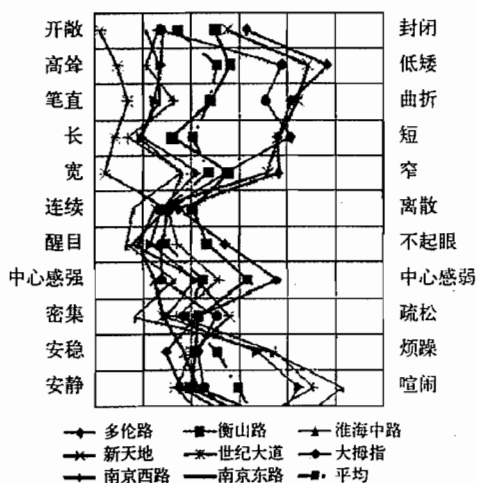 开敞 封闭
高耸 低矮
笔直 曲折
长 短
宽 窄
连续 离散
醒目 不起眼
中心感强 中心感弱
密集 疏松
安稳 烦躁
安静 喧闹
多伦路 衡山路 淮海中路
新天地 世纪大道 大拇指
南京西路 南京东路 平均